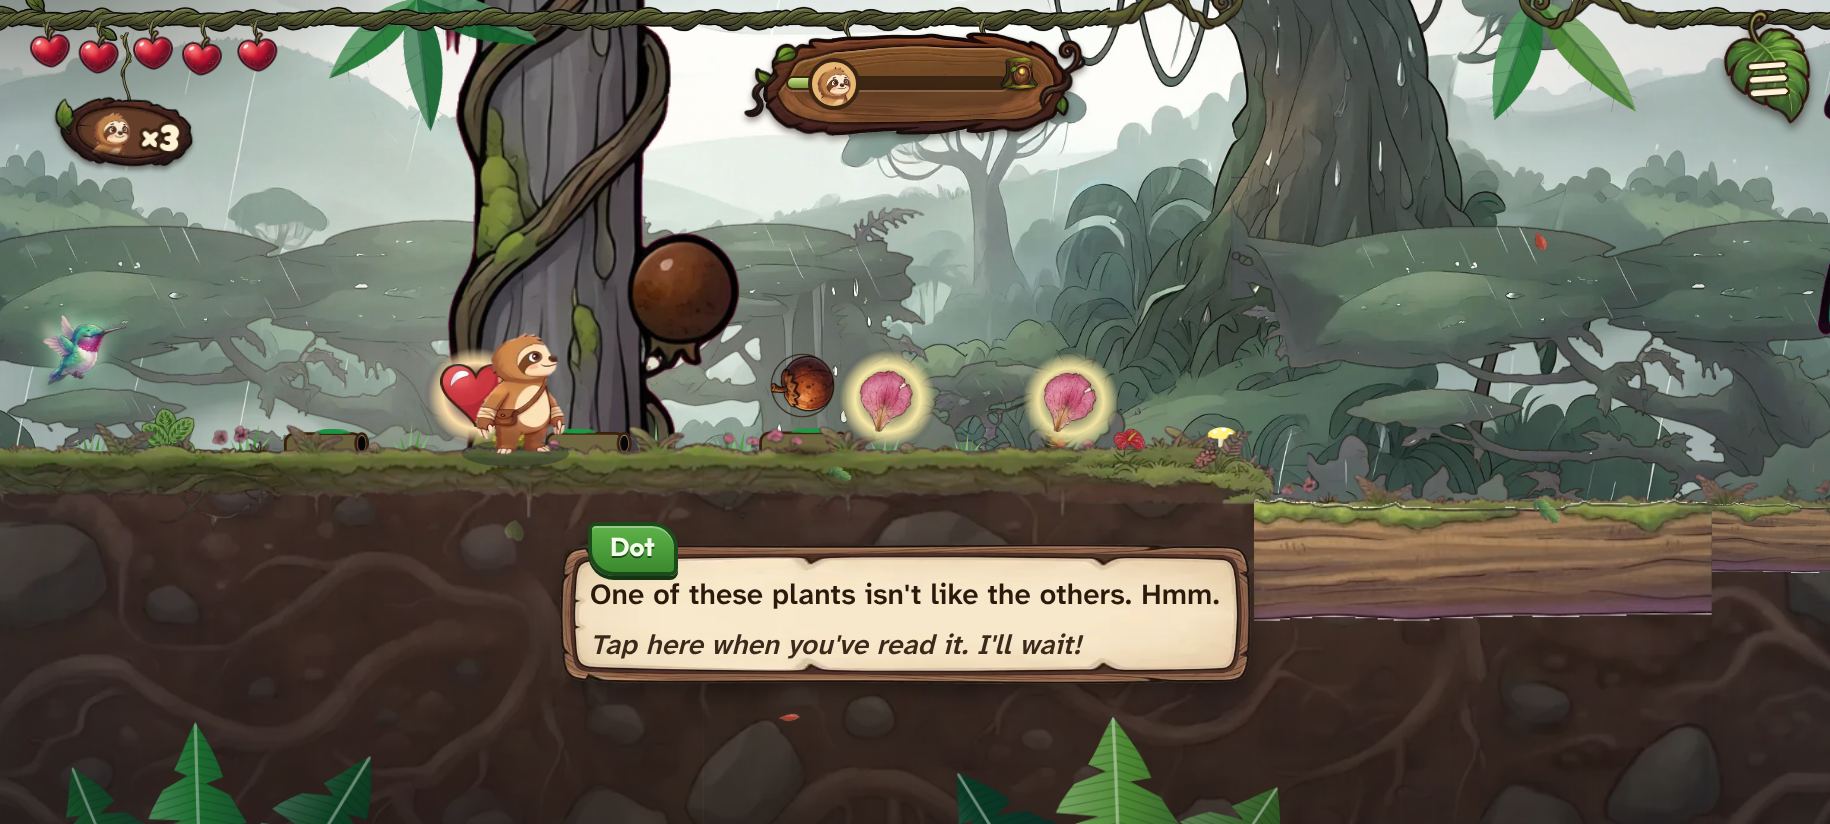 ×3
Dot
One of these plants isn't like the others. Hmm.
Tap here when you've read it. I'll wait!